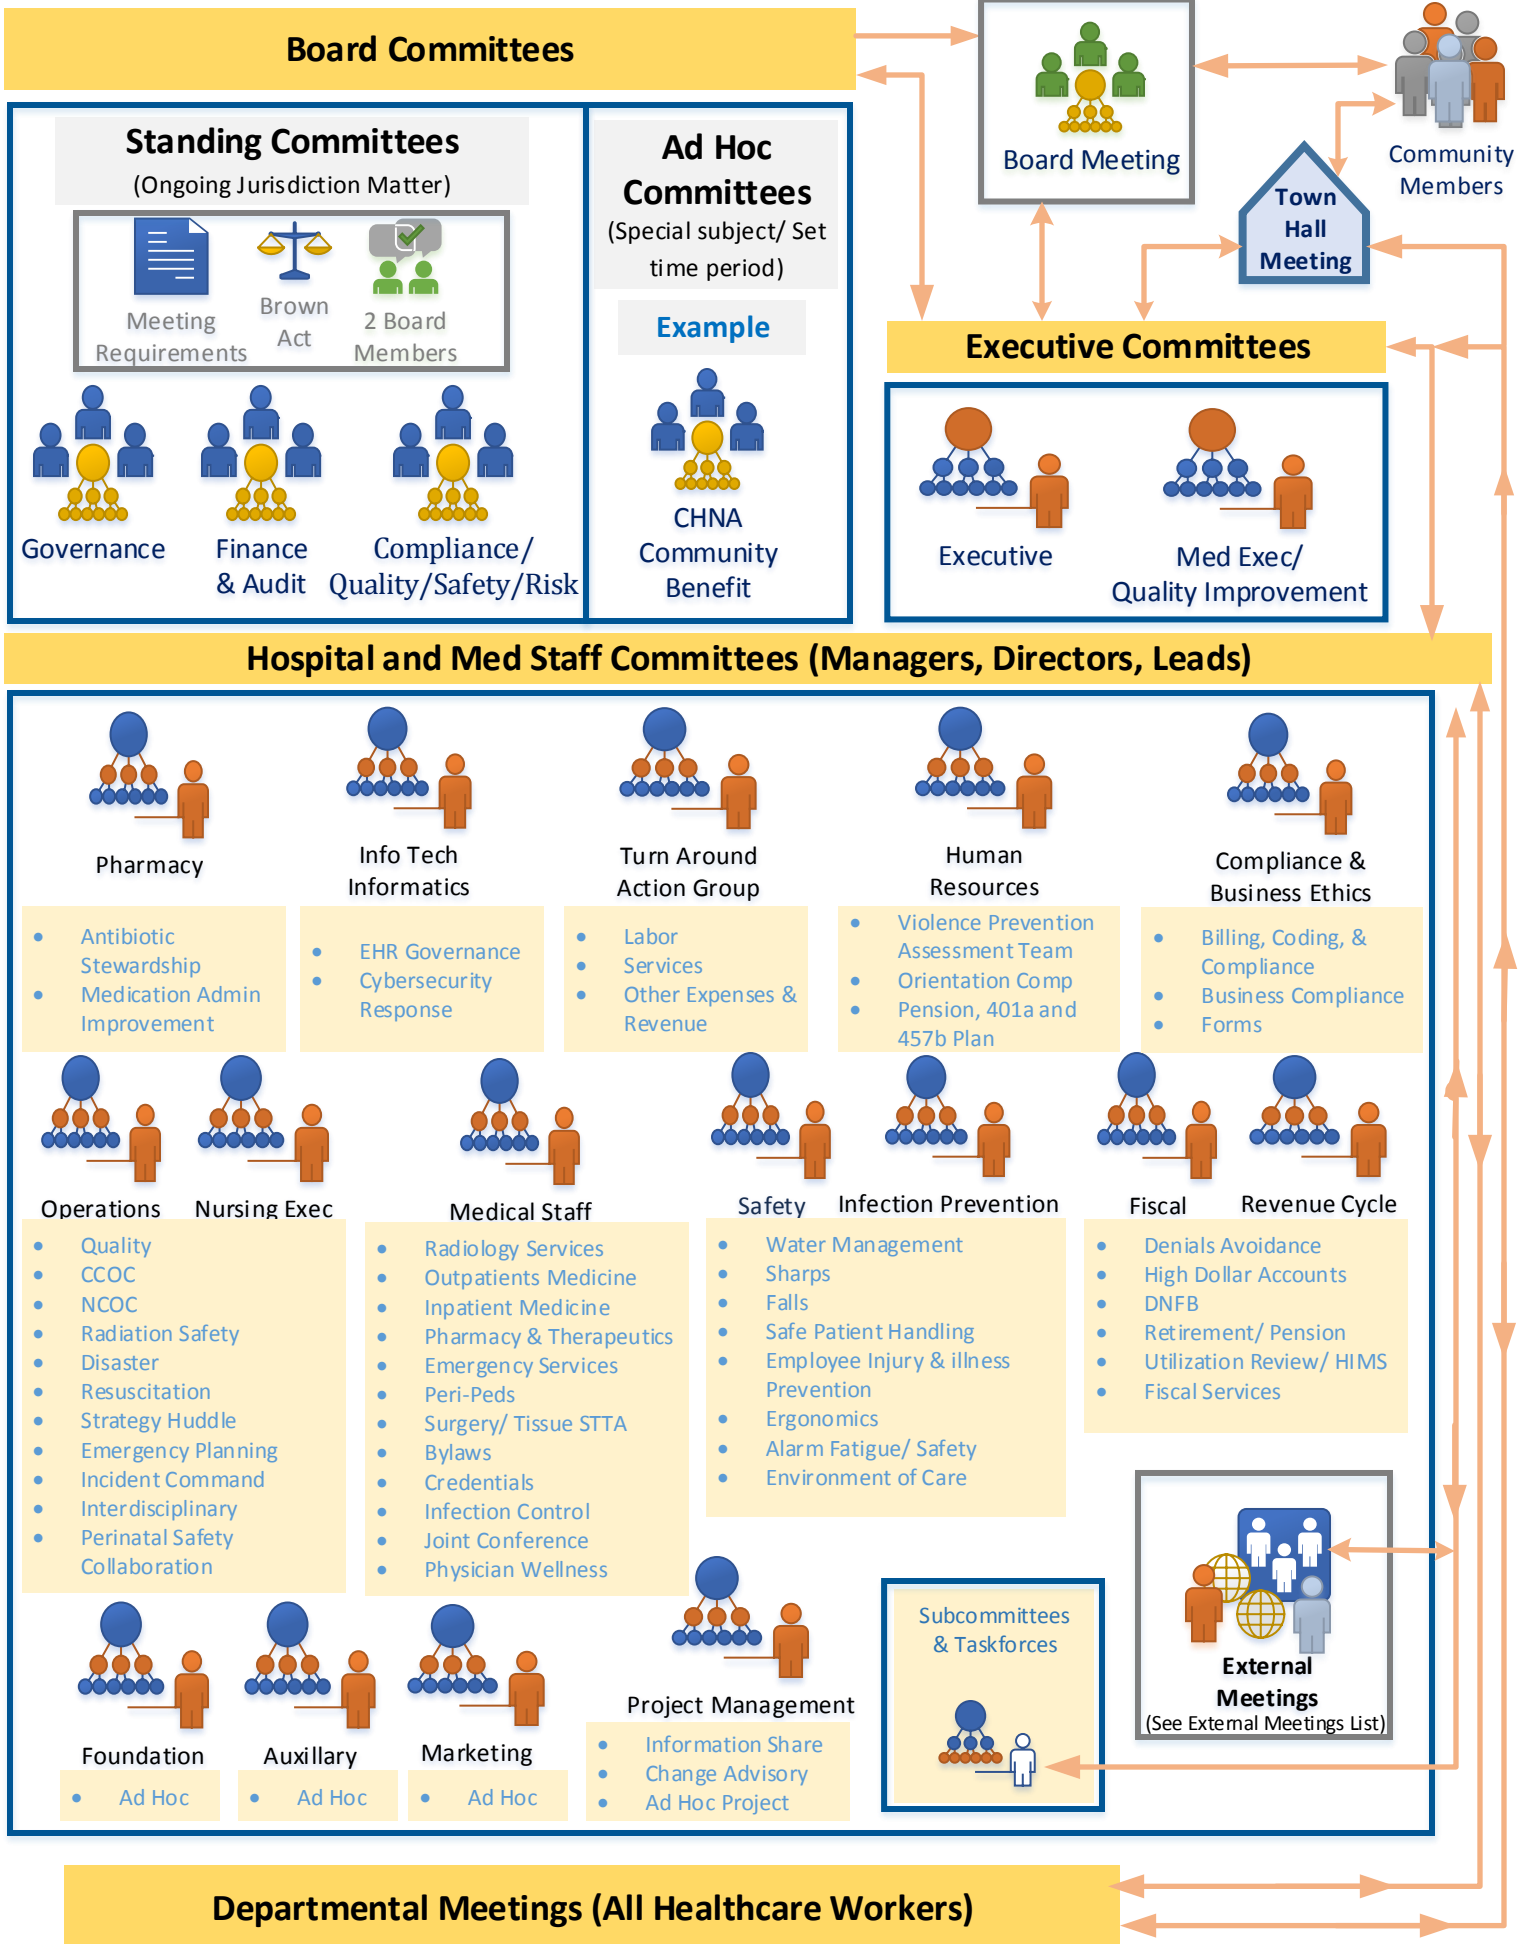 Board Committees
Standing Committees
(Ongoing Jurisdiction Matter)
Meeting
Requirements
Brown
Act
2 Board
Members
Governance
Finance
& Audit
Compliance/
Quality/Safety/Risk
Ad Hoc
Committees
(Special subject/ Set
time period)
Example
CHNA
Community
Benefit
Board Meeting
Community
Members
Town
Hall
Meeting
Executive Committees
Executive
Med Exec/
Quality Improvement
Hospital and Med Staff Committees (Managers, Directors, Leads)
Pharmacy
• Antibiotic
Stewardship
• Medication Admin
Improvement
Info Tech
Informatics
• EHR Governance
• Cybersecurity
Response
Turn Around
Action Group
• Labor
• Services
• Other Expenses &
Revenue
Human
Resources
• Violence Prevention
Assessment Team
• Orientation Comp
• Pension, 401a and
457b Plan
Compliance &
Business Ethics
• Billing, Coding, &
Compliance
• Business Compliance
• Forms
Operations
Nursing Exec
• Quality
• CCOC
• NCOC
• Radiation Safety
• Disaster
• Resuscitation
• Strategy Huddle
• Emergency Planning
• Incident Command
• Interdisciplinary
• Perinatal Safety
Collaboration
Medical Staff
• Radiology Services
• Outpatients Medicine
• Inpatient Medicine
• Pharmacy & Therapeutics
• Emergency Services
• Peri-Peds
• Surgery/ Tissue STTA
• Bylaws
• Credentials
• Infection Control
• Joint Conference
• Physician Wellness
Safety
Infection Prevention
• Water Management
• Sharps
• Falls
• Safe Patient Handling
• Employee Injury & illness
Prevention
• Ergonomics
• Alarm Fatigue/ Safety
• Environment of Care
Fiscal
Revenue Cycle
• Denials Avoidance
• High Dollar Accounts
• DNFB
• Retirement/ Pension
• Utilization Review/ HIMS
• Fiscal Services
Foundation
• Ad Hoc
Auxillary
• Ad Hoc
Marketing
• Ad Hoc
Project Management
• Information Share
• Change Advisory
• Ad Hoc Project
Subcommittees
& Taskforces
External
Meetings
(See External Meetings List)
Departmental Meetings (All Healthcare Workers)